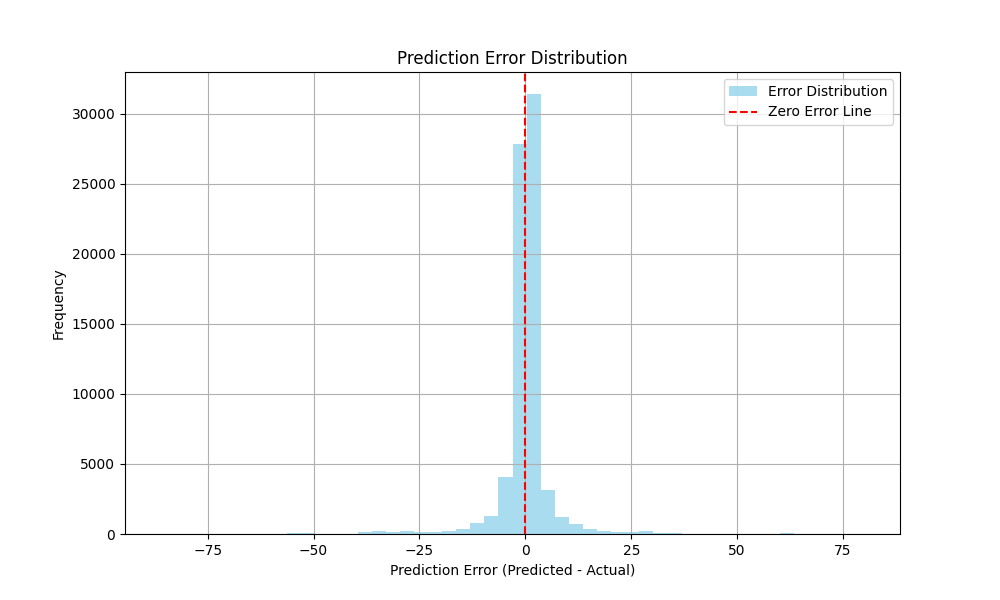 Prediction Error Distribution
Error Distribution
Zero Error Line
30000
25000
20000
15000
10000
5000
0
Frequency
−75
−50
−25
0
25
50
75
Prediction Error (Predicted - Actual)